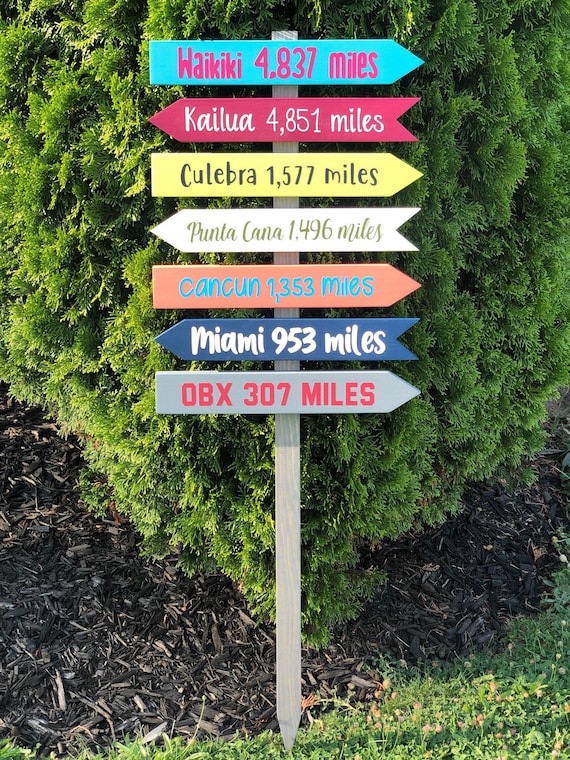 Waikiki 4,837 miles
Kailua 4,851 miles
Culebra 1,577 miles
Punta Cana 1,496 miles
Cancun 1,353 miles
Miami 953 miles
OBX 307 MILES